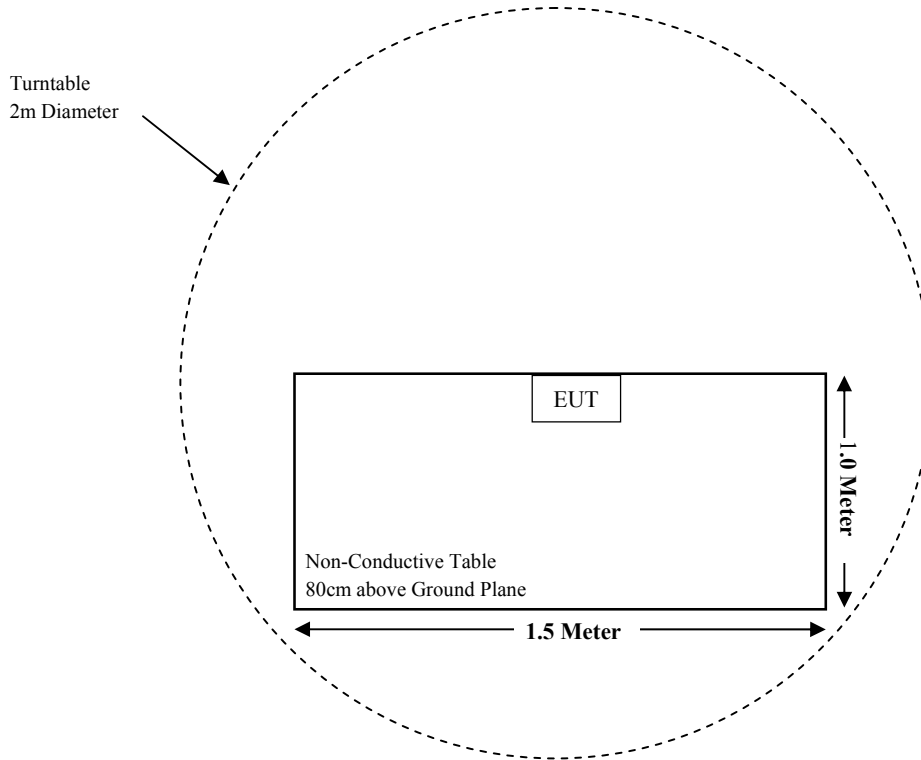 Turntable
2m Diameter
EUT
1.0 Meter
Non-Conductive Table
80cm above Ground Plane
1.5 Meter